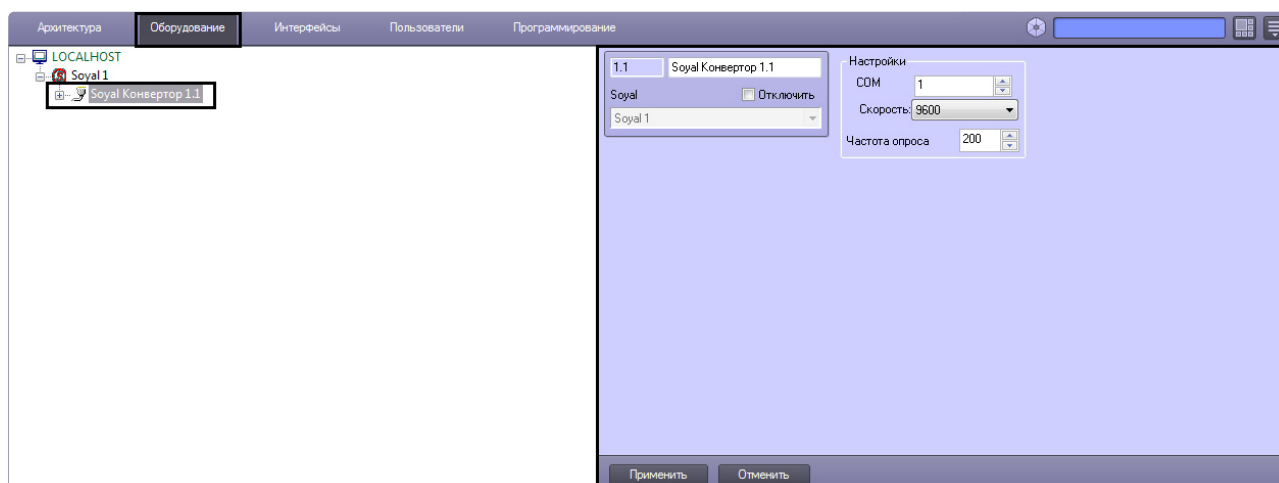 Архитектура Оборудование Интерфейсы Пользователи Программирование
LOCALHOST
Soyal 1
Soyal Конвертор 1.1
1.1 Soyal Конвертор 1.1
Soyal Отключить
Soyal 1
Настройки
COM 1
Скорость: 9600
Частота опроса 200
Применить Отменить